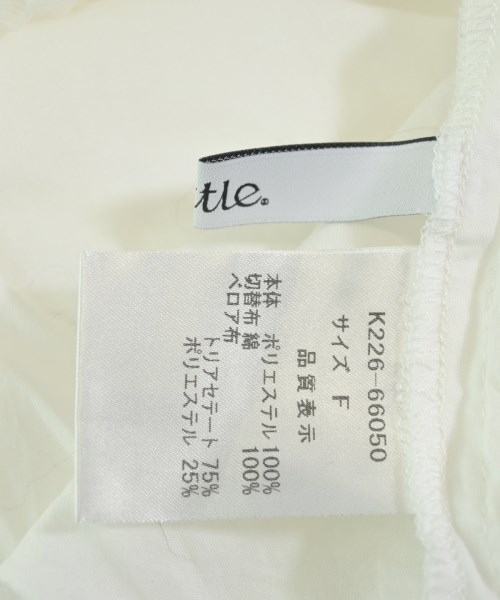 tle.
K226-66050
サイズ F
品質表示
本体 ポリエステル 100%
切替布 綿 100%
ベロア布
トリアセテート 75%
ポリエステル 25%